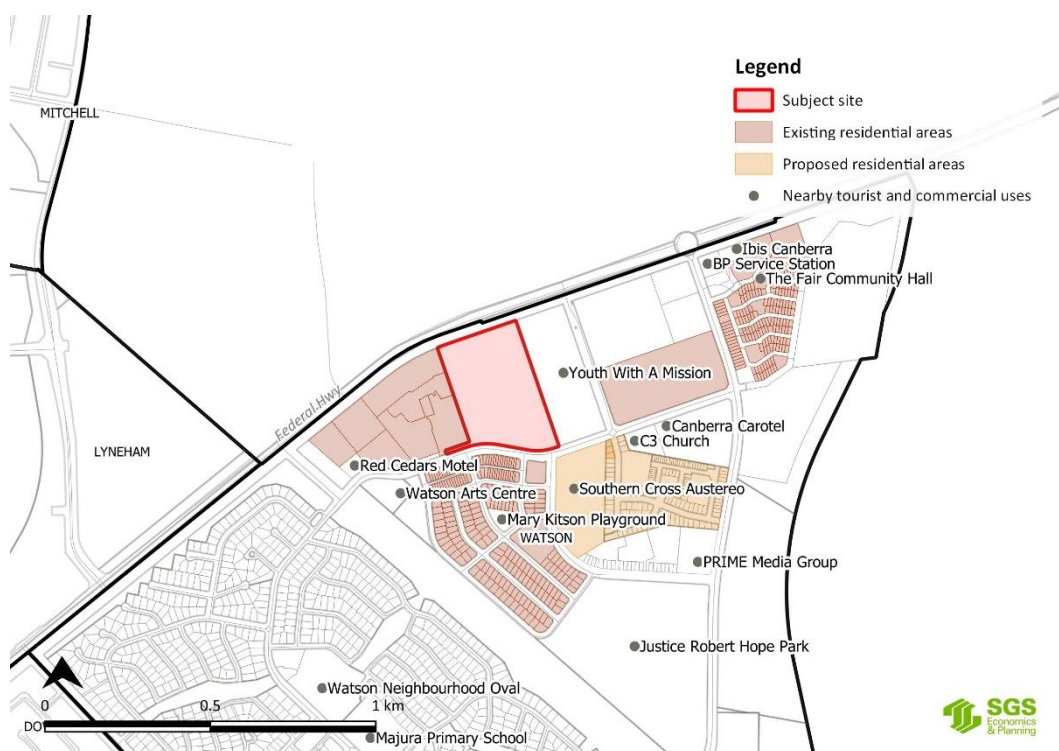 Legend
Subject site
Existing residential areas
Proposed residential areas
Nearby tourist and commercial uses
MITCHELL
Ibis Canberra
BP Service Station
The Fair Community Hall
Federal Hwy
Youth With A Mission
Canberra Carotel
C3 Church
LYNEHAM
Red Cedars Motel
Watson Arts Centre
Southern Cross Austereo
Mary Kitson Playground
WATSON
PRIME Media Group
Justice Robert Hope Park
Watson Neighbourhood Oval
0 0.5 1 km
DO
Majura Primary School
SGS
Economics
& Planning